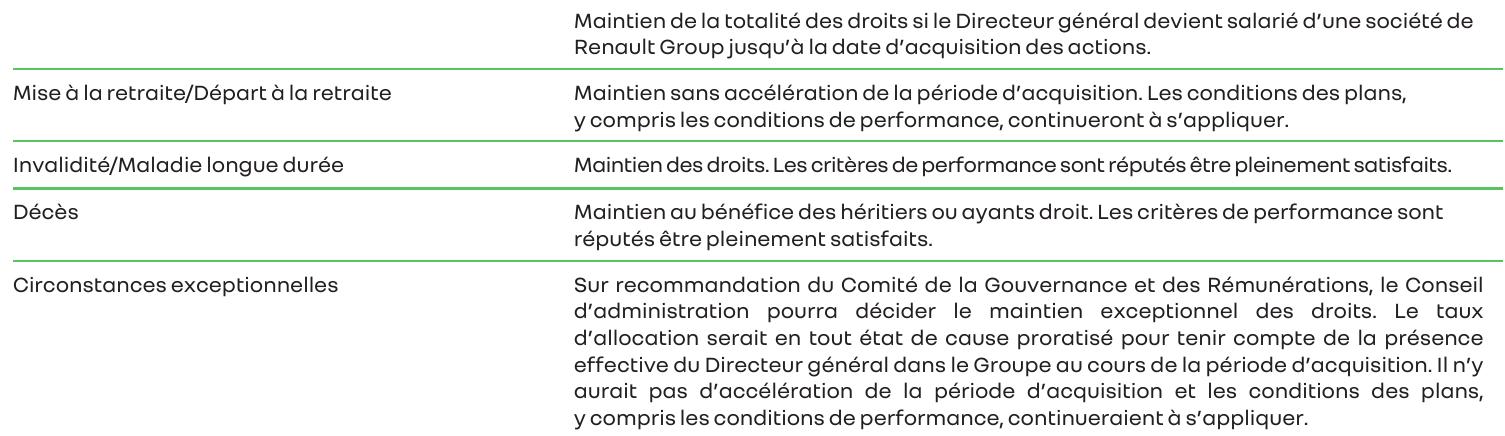 Maintien de la totalité des droits si le Directeur général devient salarié d’une société de
Renault Group jusqu’à la date d’acquisition des actions.
Mise à la retraite/Départ à la retraite
Maintien sans accélération de la période d’acquisition. Les conditions des plans,
y compris les conditions de performance, continueront à s’appliquer.
Invalidité/Maladie longue durée
Maintien des droits. Les critères de performance sont réputés être pleinement satisfaits.
Décès
Maintien au bénéfice des héritiers ou ayants droit. Les critères de performance sont
réputés être pleinement satisfaits.
Circonstances exceptionnelles
Sur recommandation du Comité de la Gouvernance et des Rémunérations, le Conseil
d’administration pourra décider le maintien exceptionnel des droits. Le taux
d’allocation serait en tout état de cause proratisé pour tenir compte de la présence
effective du Directeur général dans le Groupe au cours de la période d’acquisition. Il n’y
aurait pas d’accélération de la période d’acquisition et les conditions des plans,
y compris les conditions de performance, continueraient à s’appliquer.